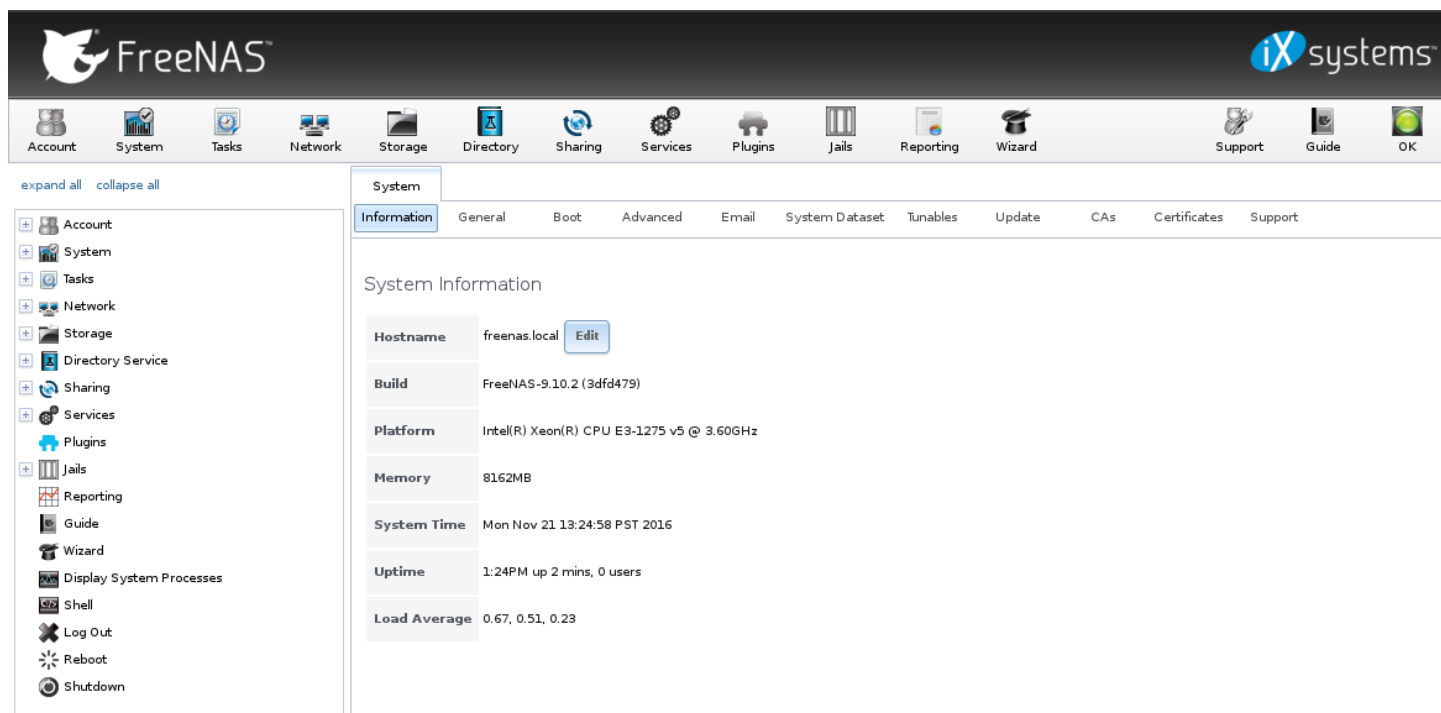 FreeNAS™
iX systems™
Account System Tasks Network Storage Directory Sharing Services Plugins Jails Reporting Wizard Support Guide OK
expand all collapse all
Account
System
Tasks
Network
Storage
Directory Service
Sharing
Services
Plugins
Jails
Reporting
Guide
Wizard
Display System Processes
Shell
Log Out
Reboot
Shutdown
System
Information General Boot Advanced Email System Dataset Tunables Update CAs Certificates Support
System Information
Hostname freenas.local Edit
Build FreeNAS-9.10.2 (3dfd479)
Platform Intel(R) Xeon(R) CPU E3-1275 v5 @ 3.60GHz
Memory 8162MB
System Time Mon Nov 21 13:24:58 PST 2016
Uptime 1:24PM up 2 mins, 0 users
Load Average 0.67, 0.51, 0.23